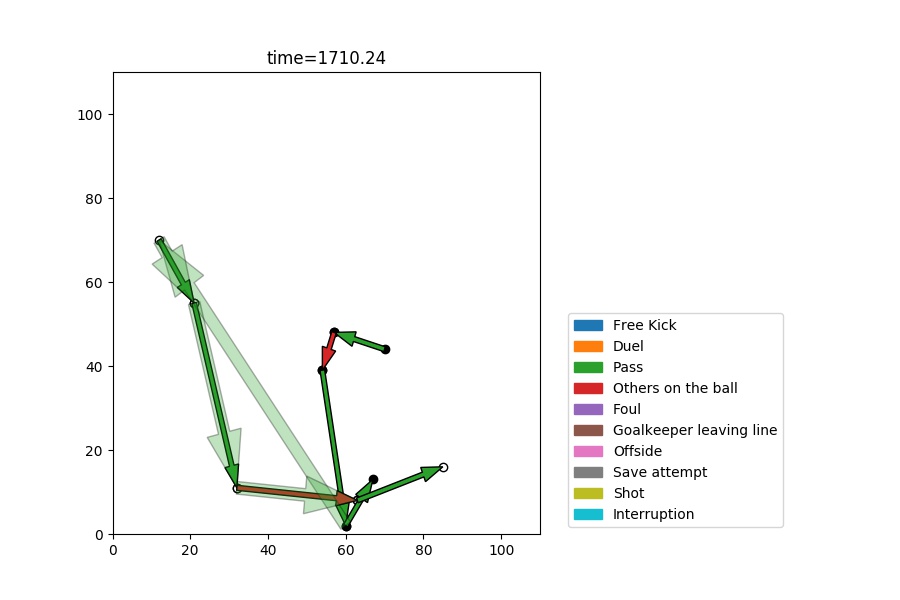 time=1710.24
100
80
60
40
20
0
0 20 40 60 80 100
Free Kick
Duel
Pass
Others on the ball
Foul
Goalkeeper leaving line
Offside
Save attempt
Shot
Interruption